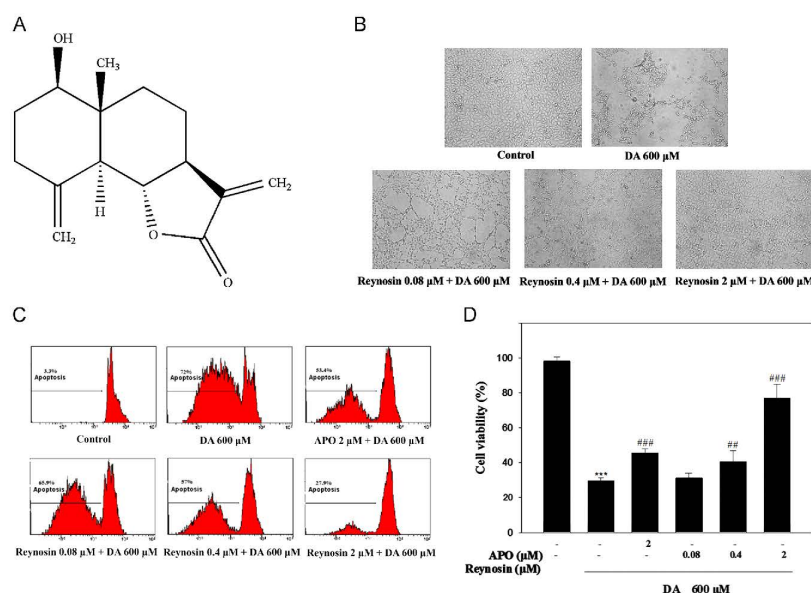 A
OH
CH3
H
CH2
O
O
CH2
B
Control
DA 600 μM
Reynosin 0.08 μM + DA 600 μM
Reynosin 0.4 μM + DA 600 μM
Reynosin 2 μM + DA 600 μM
C
3.3%
Apoptosis
Control
72%
Apoptosis
DA 600 μM
53.4%
Apoptosis
APO 2 μM + DA 600 μM
65.9%
Apoptosis
Reynosin 0.08 μM + DA 600 μM
57%
Apoptosis
Reynosin 0.4 μM + DA 600 μM
27.9%
Apoptosis
Reynosin 2 μM + DA 600 μM
D
Cell viability (%)
100
80
60
40
20
0
***
###
##
###
APO (μM) - - 2 - - -
Reynosin (μM) - - - 0.08 0.4 2
DA 600 μM